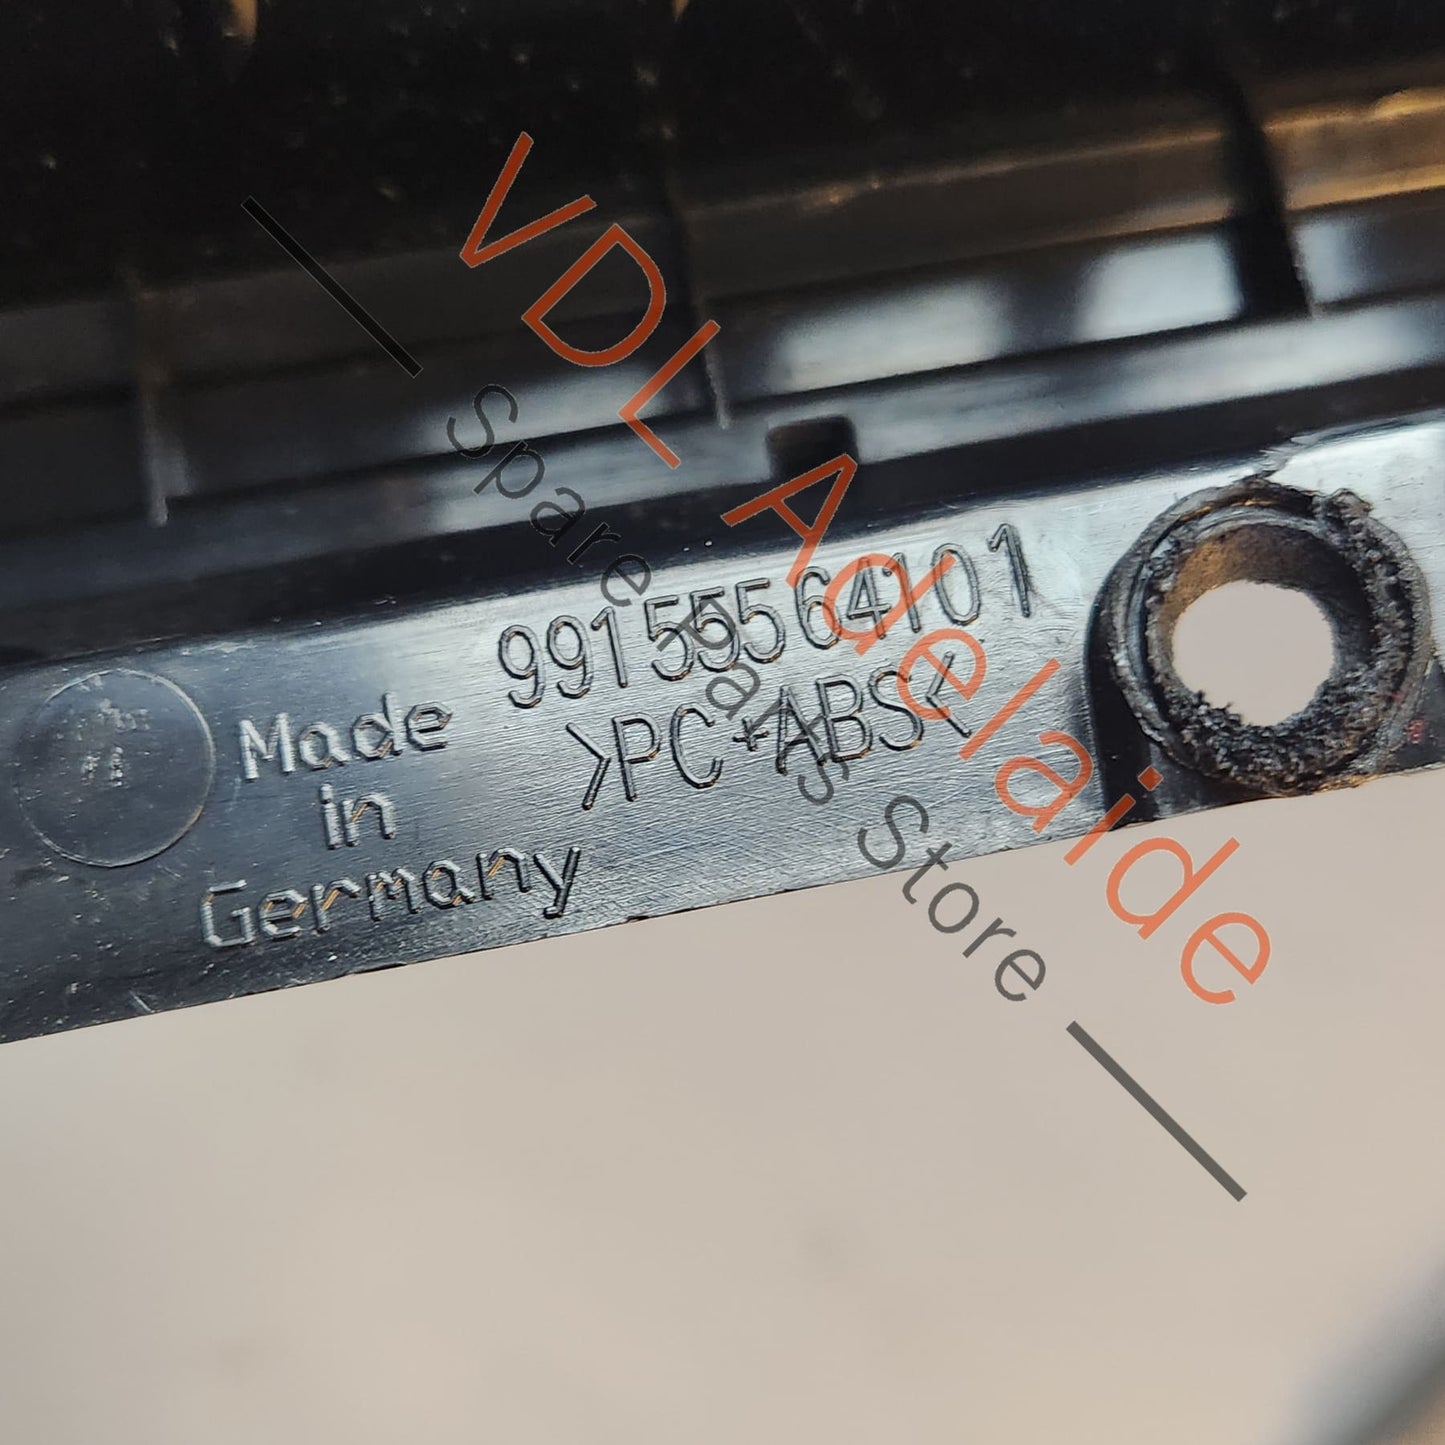 VDL Adelaide
Spare Parts Store
99155564101
>PC+ABS<
Made
in
Germany